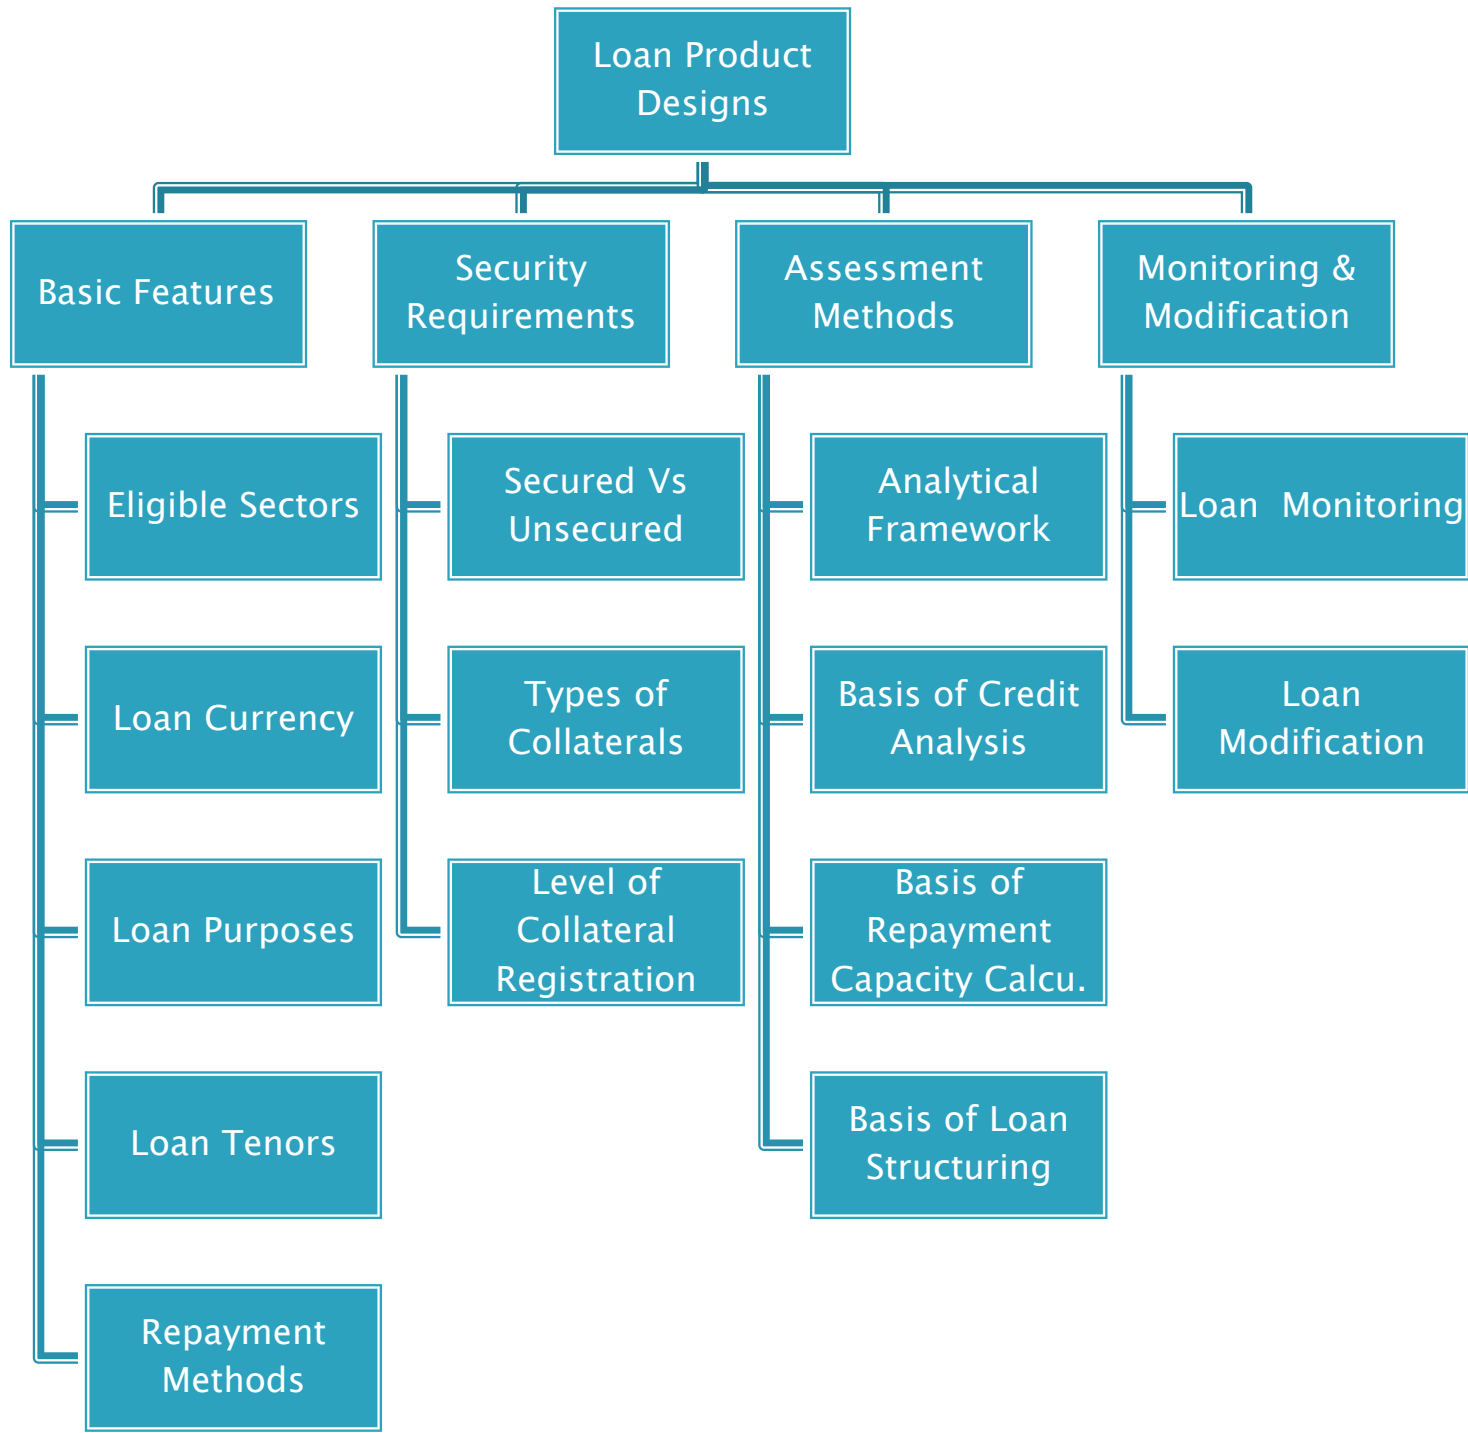 Loan Product
Designs
Basic Features
Security
Requirements
Assessment
Methods
Monitoring &
Modification
Eligible Sectors
Secured Vs
Unsecured
Analytical
Framework
Loan  Monitoring
Loan Currency
Types of
Collaterals
Basis of Credit
Analysis
Loan
Modification
Loan Purposes
Level of
Collateral
Registration
Basis of
Repayment
Capacity Calcu.
Loan Tenors
Basis of Loan
Structuring
Repayment
Methods